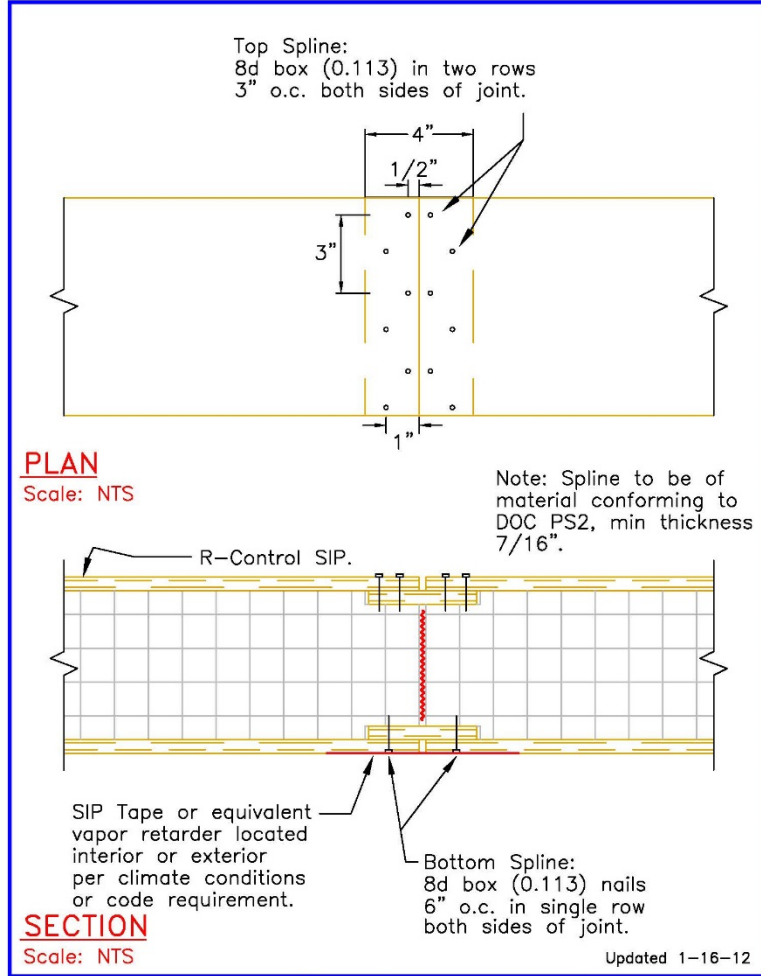 Top Spline:
8d box (0.113) in two rows
3" o.c. both sides of joint.
4"
1/2"
3"
1"
PLAN
Scale: NTS
Note: Spline to be of
material conforming to
DOC PS2, min thickness
7/16".
R-Control SIP.
SIP Tape or equivalent
vapor retarder located
interior or exterior
per climate conditions
or code requirement.
Bottom Spline:
8d box (0.113) nails
6" o.c. in single row
both sides of joint.
SECTION
Scale: NTS
Updated 1-16-12